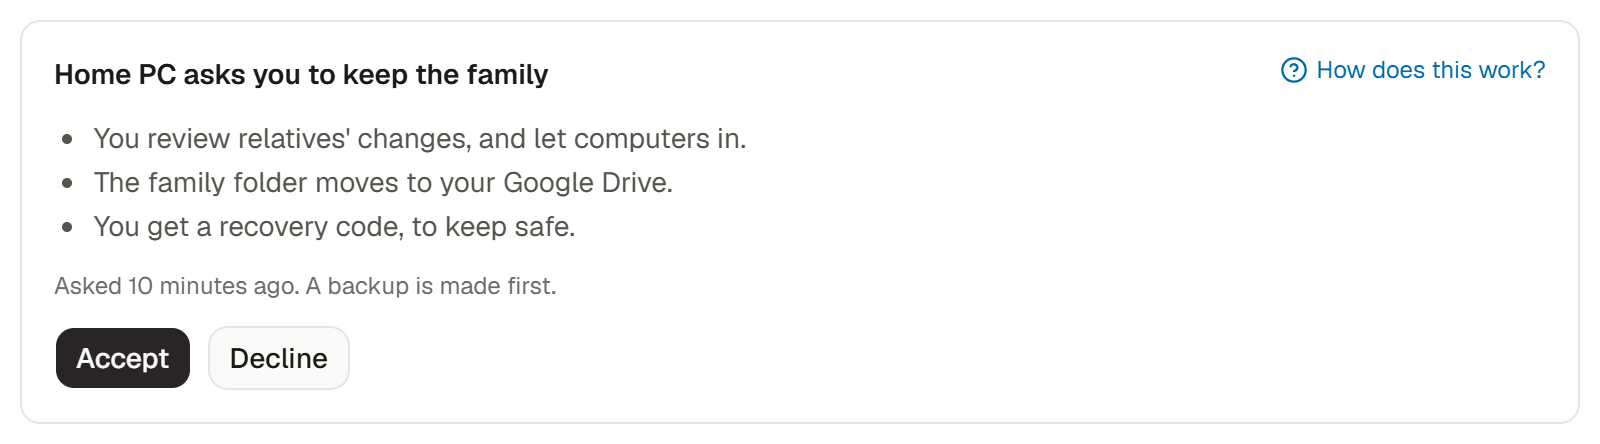 Home PC asks you to keep the family
How does this work?
You review relatives' changes, and let computers in.
The family folder moves to your Google Drive.
You get a recovery code, to keep safe.
Asked 10 minutes ago. A backup is made first.
Accept
Decline